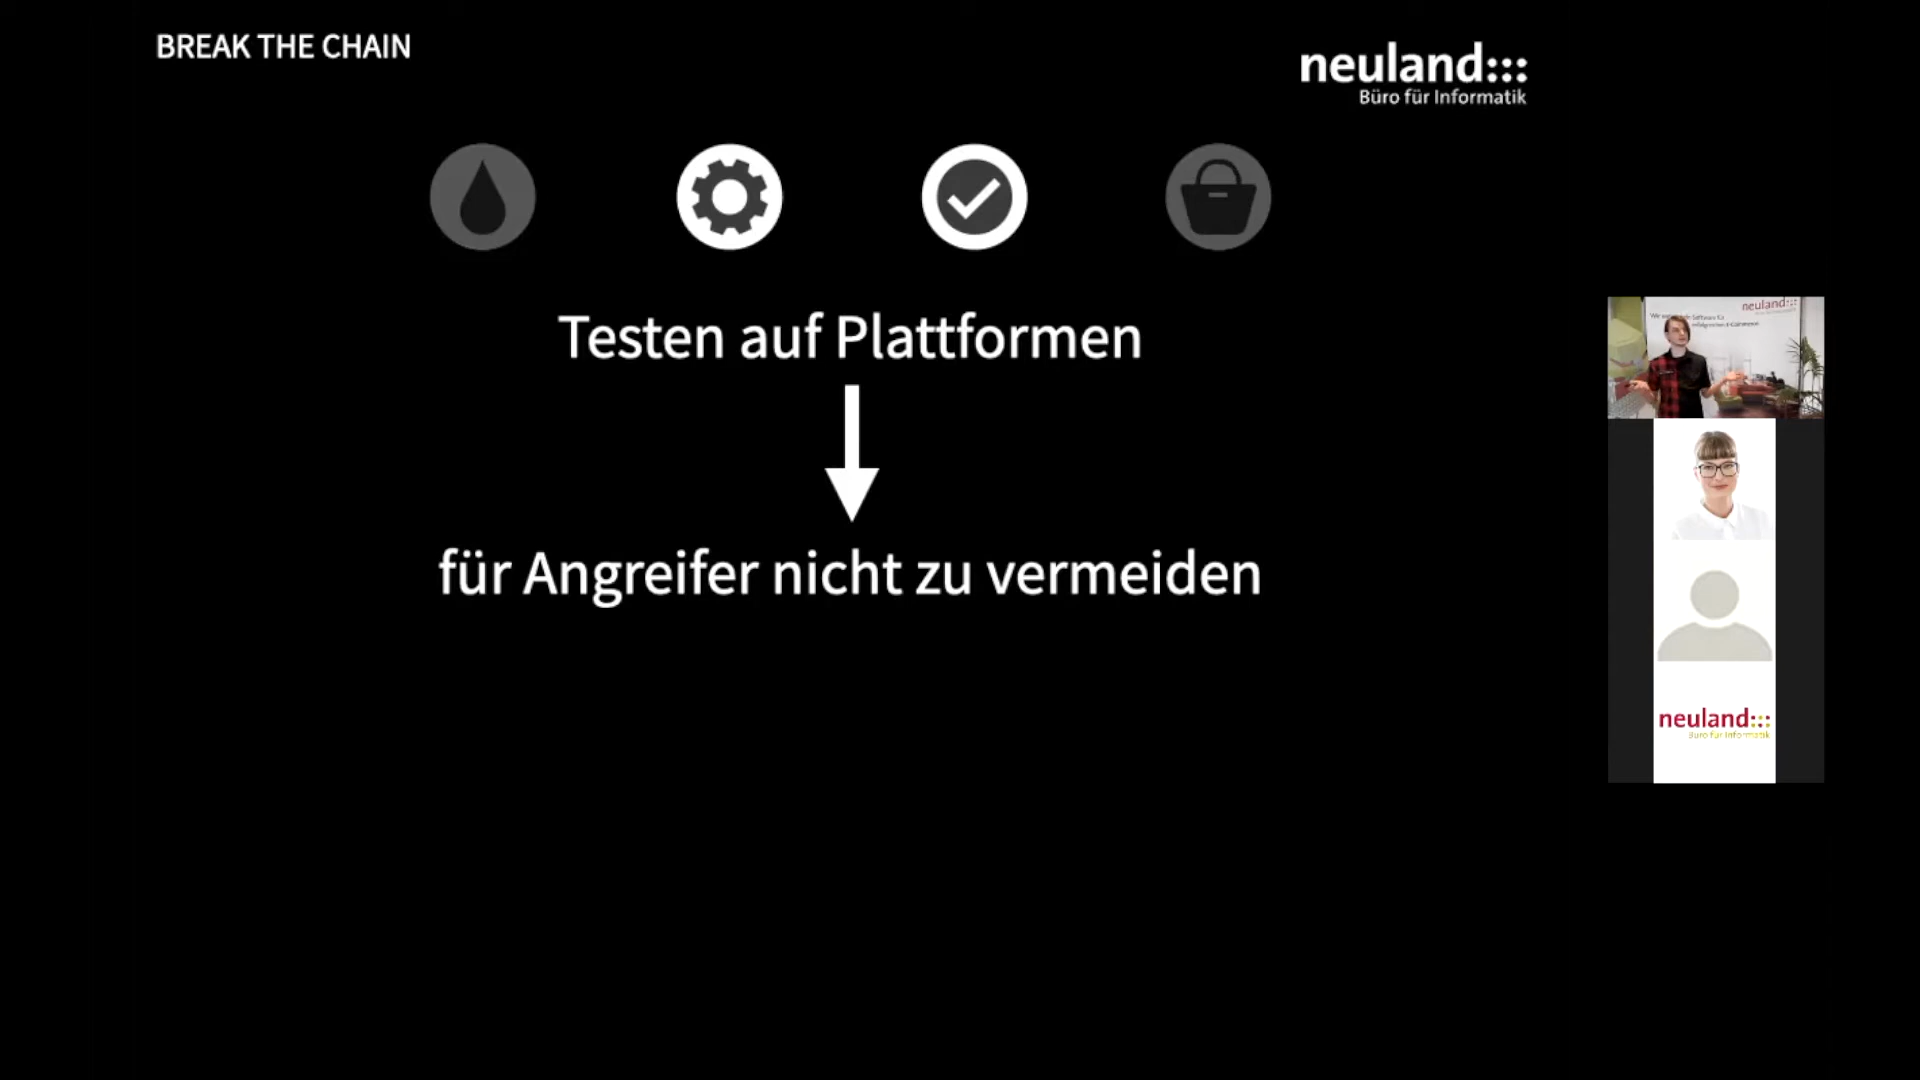 BREAK THE CHAIN
neuland:::
Büro für Informatik
Testen auf Plattformen
für Angreifer nicht zu vermeiden
neuland:::
neuland:::
Büro für Informatik